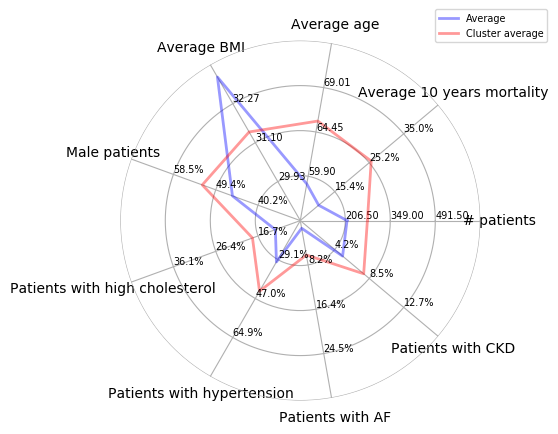 Average
Cluster average
Average age
Average BMI
69.01
Average 10 years mortality
32.27
64.45
35.0%
31.10
Male patients
25.2%
58.5%
59.90
29.93
49.4%
15.4%
40.2%
206.50
349.00
491.50
# patients
16.7%
4.2%
26.4%
29.1%
8.2%
36.1%
8.5%
Patients with high cholesterol
47.0%
16.4%
12.7%
64.9%
24.5%
Patients with CKD
Patients with hypertension
Patients with AF